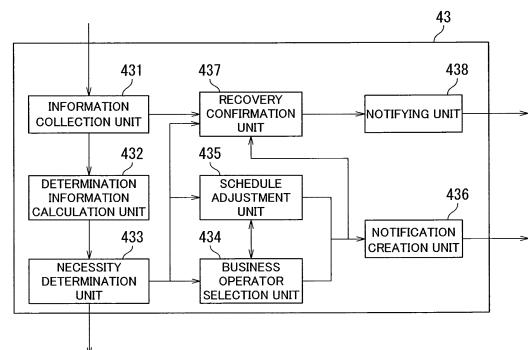 43
431
437
438
INFORMATION
COLLECTION UNIT
RECOVERY
CONFIRMATION
UNIT
NOTIFYING UNIT
432
435
436
DETERMINATION
INFORMATION
CALCULATION UNIT
SCHEDULE
ADJUSTMENT
UNIT
NOTIFICATION
CREATION UNIT
433
434
NECESSITY
DETERMINATION
UNIT
BUSINESS
OPERATOR
SELECTION UNIT